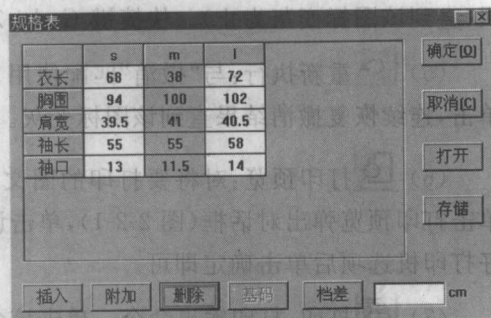 规格表
s m l
衣长 68 38 72
胸围 94 100 102
肩宽 39.5 41 40.5
袖长 55 55 58
袖口 13 11.5 14
确定[O]
取消[C]
打开
存储
插入 附加 删除 基码 档差 cm